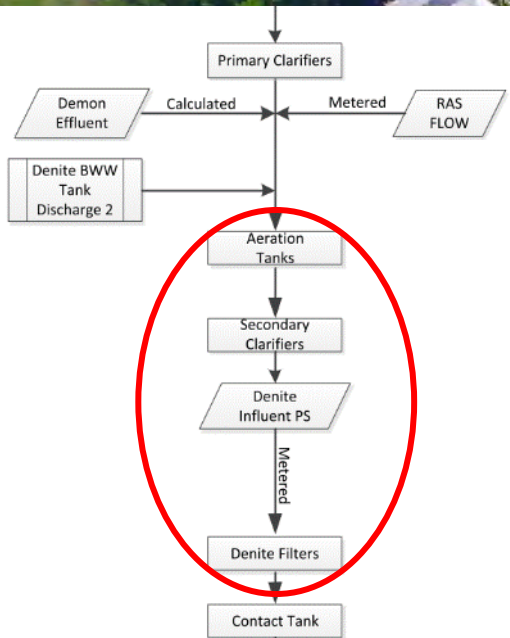 Primary Clarifiers
Demon
Effluent
Calculated
Metered
RAS
FLOW
Denite BWW
Tank
Discharge 2
Aeration
Tanks
Secondary
Clarifiers
Denite
Influent PS
Metered
Denite Filters
Contact Tank